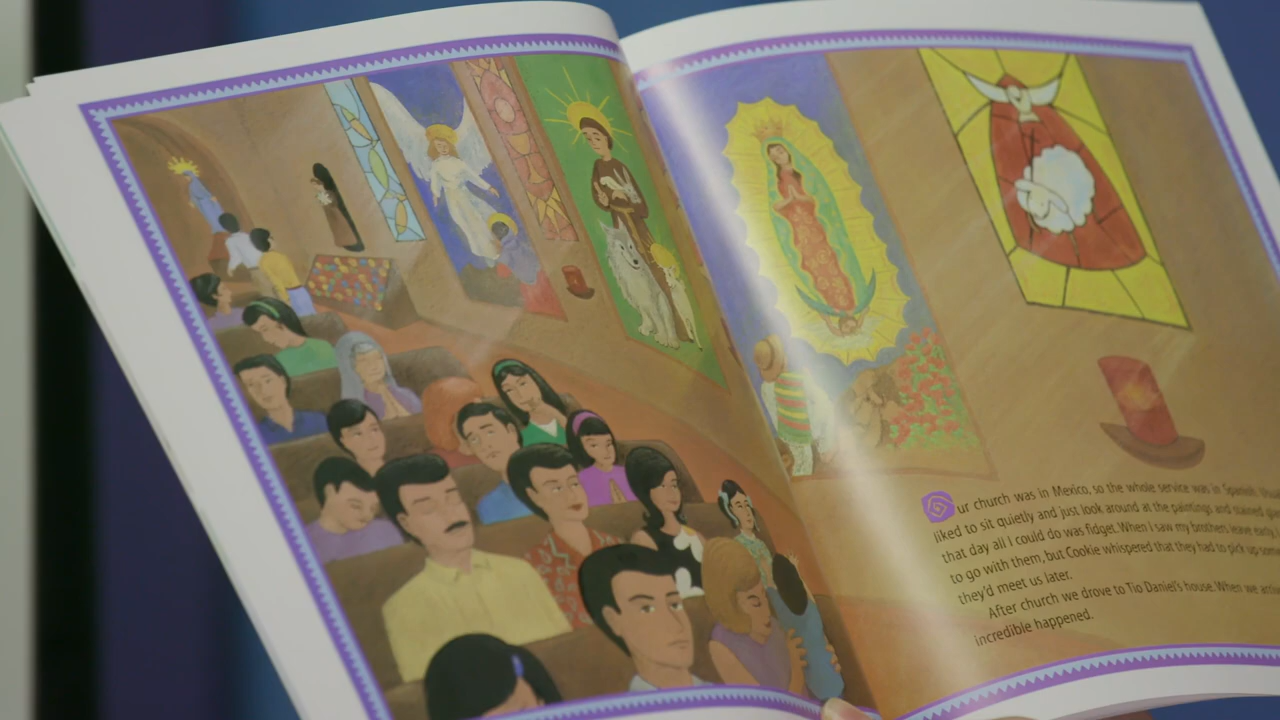 Our church was in Mexico, so the whole service was in Spanish.
liked to sit quietly and just look around at the paintings and stained
that day all I could do was fidget. When I saw my brothers leave early,
to go with them, but Cookie whispered that they had to pick up
they'd meet us later.
After church we drove to Tio Daniel's house. When we
incredible happened.